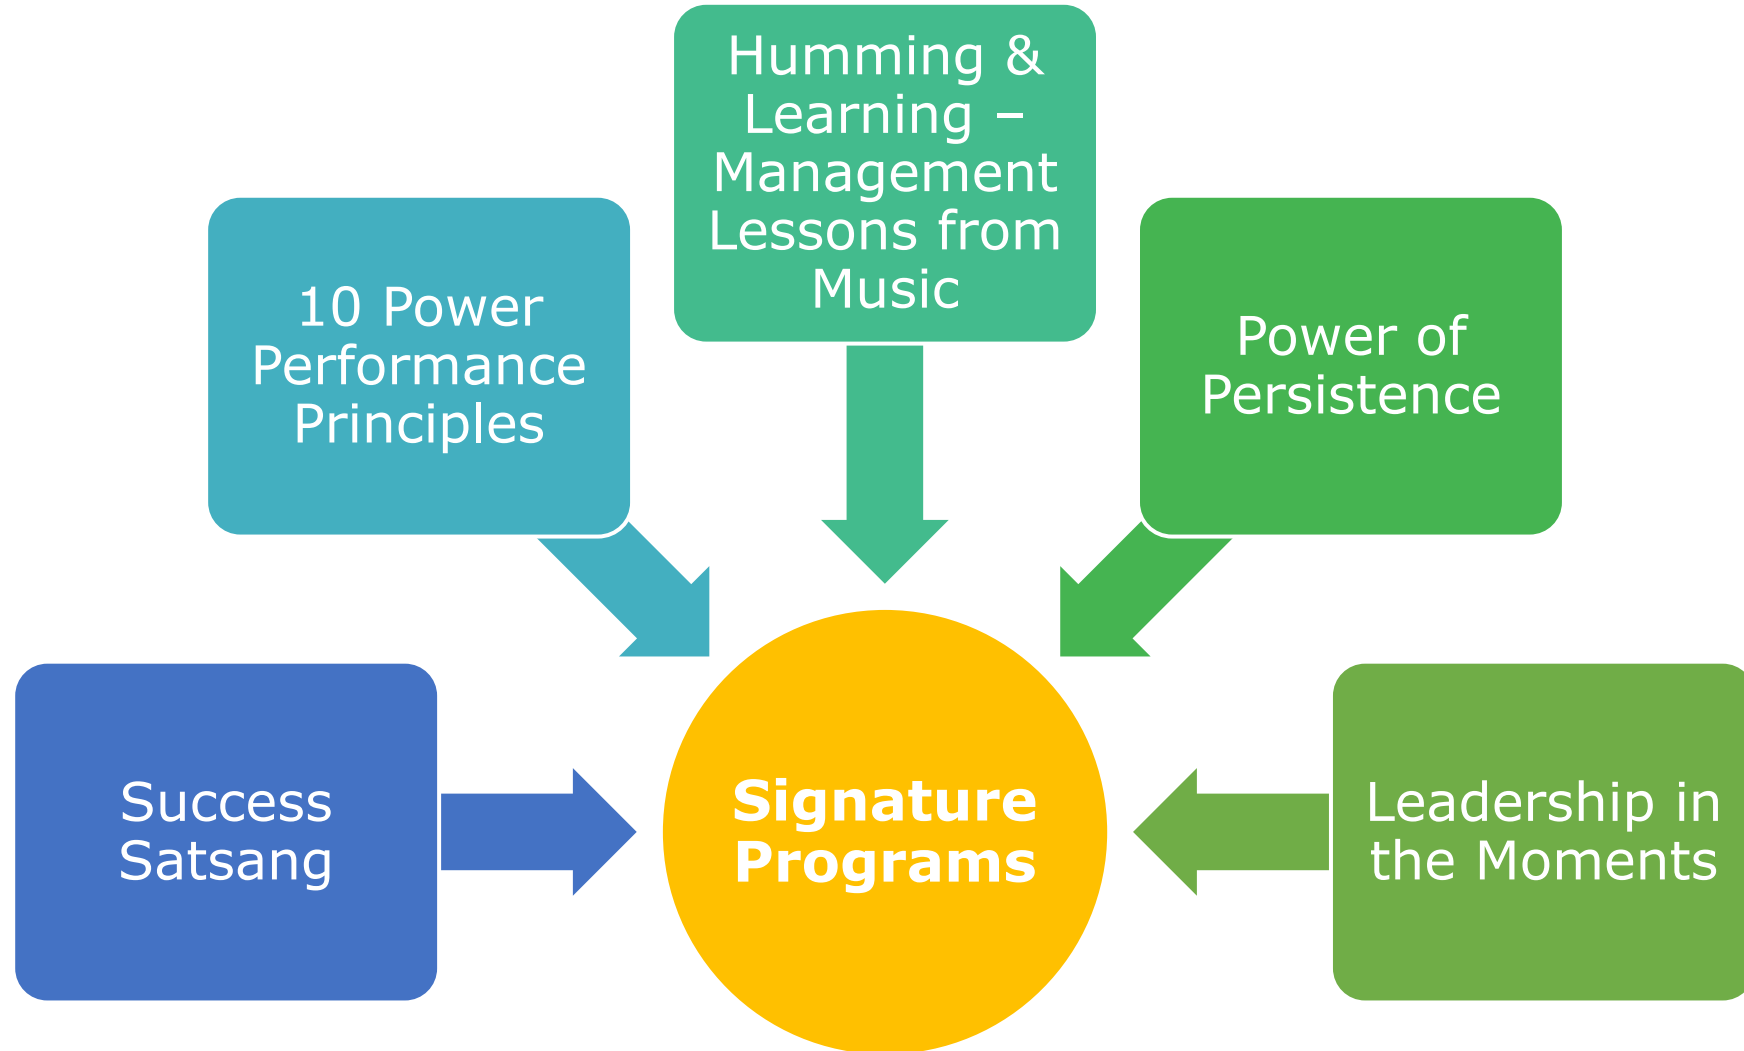 Humming &
Learning –
Management
Lessons from
Music
10 Power
Performance
Principles
Power of
Persistence
Success
Satsang
Signature
Programs
Leadership in
the Moments